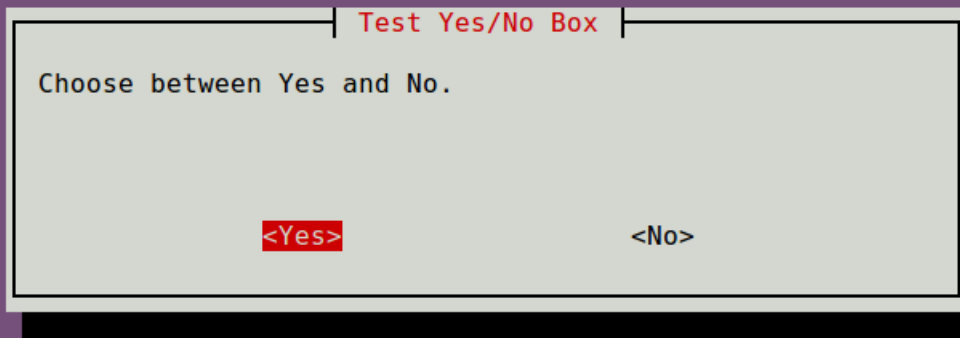 Test Yes/No Box
Choose between Yes and No.
<Yes> <No>